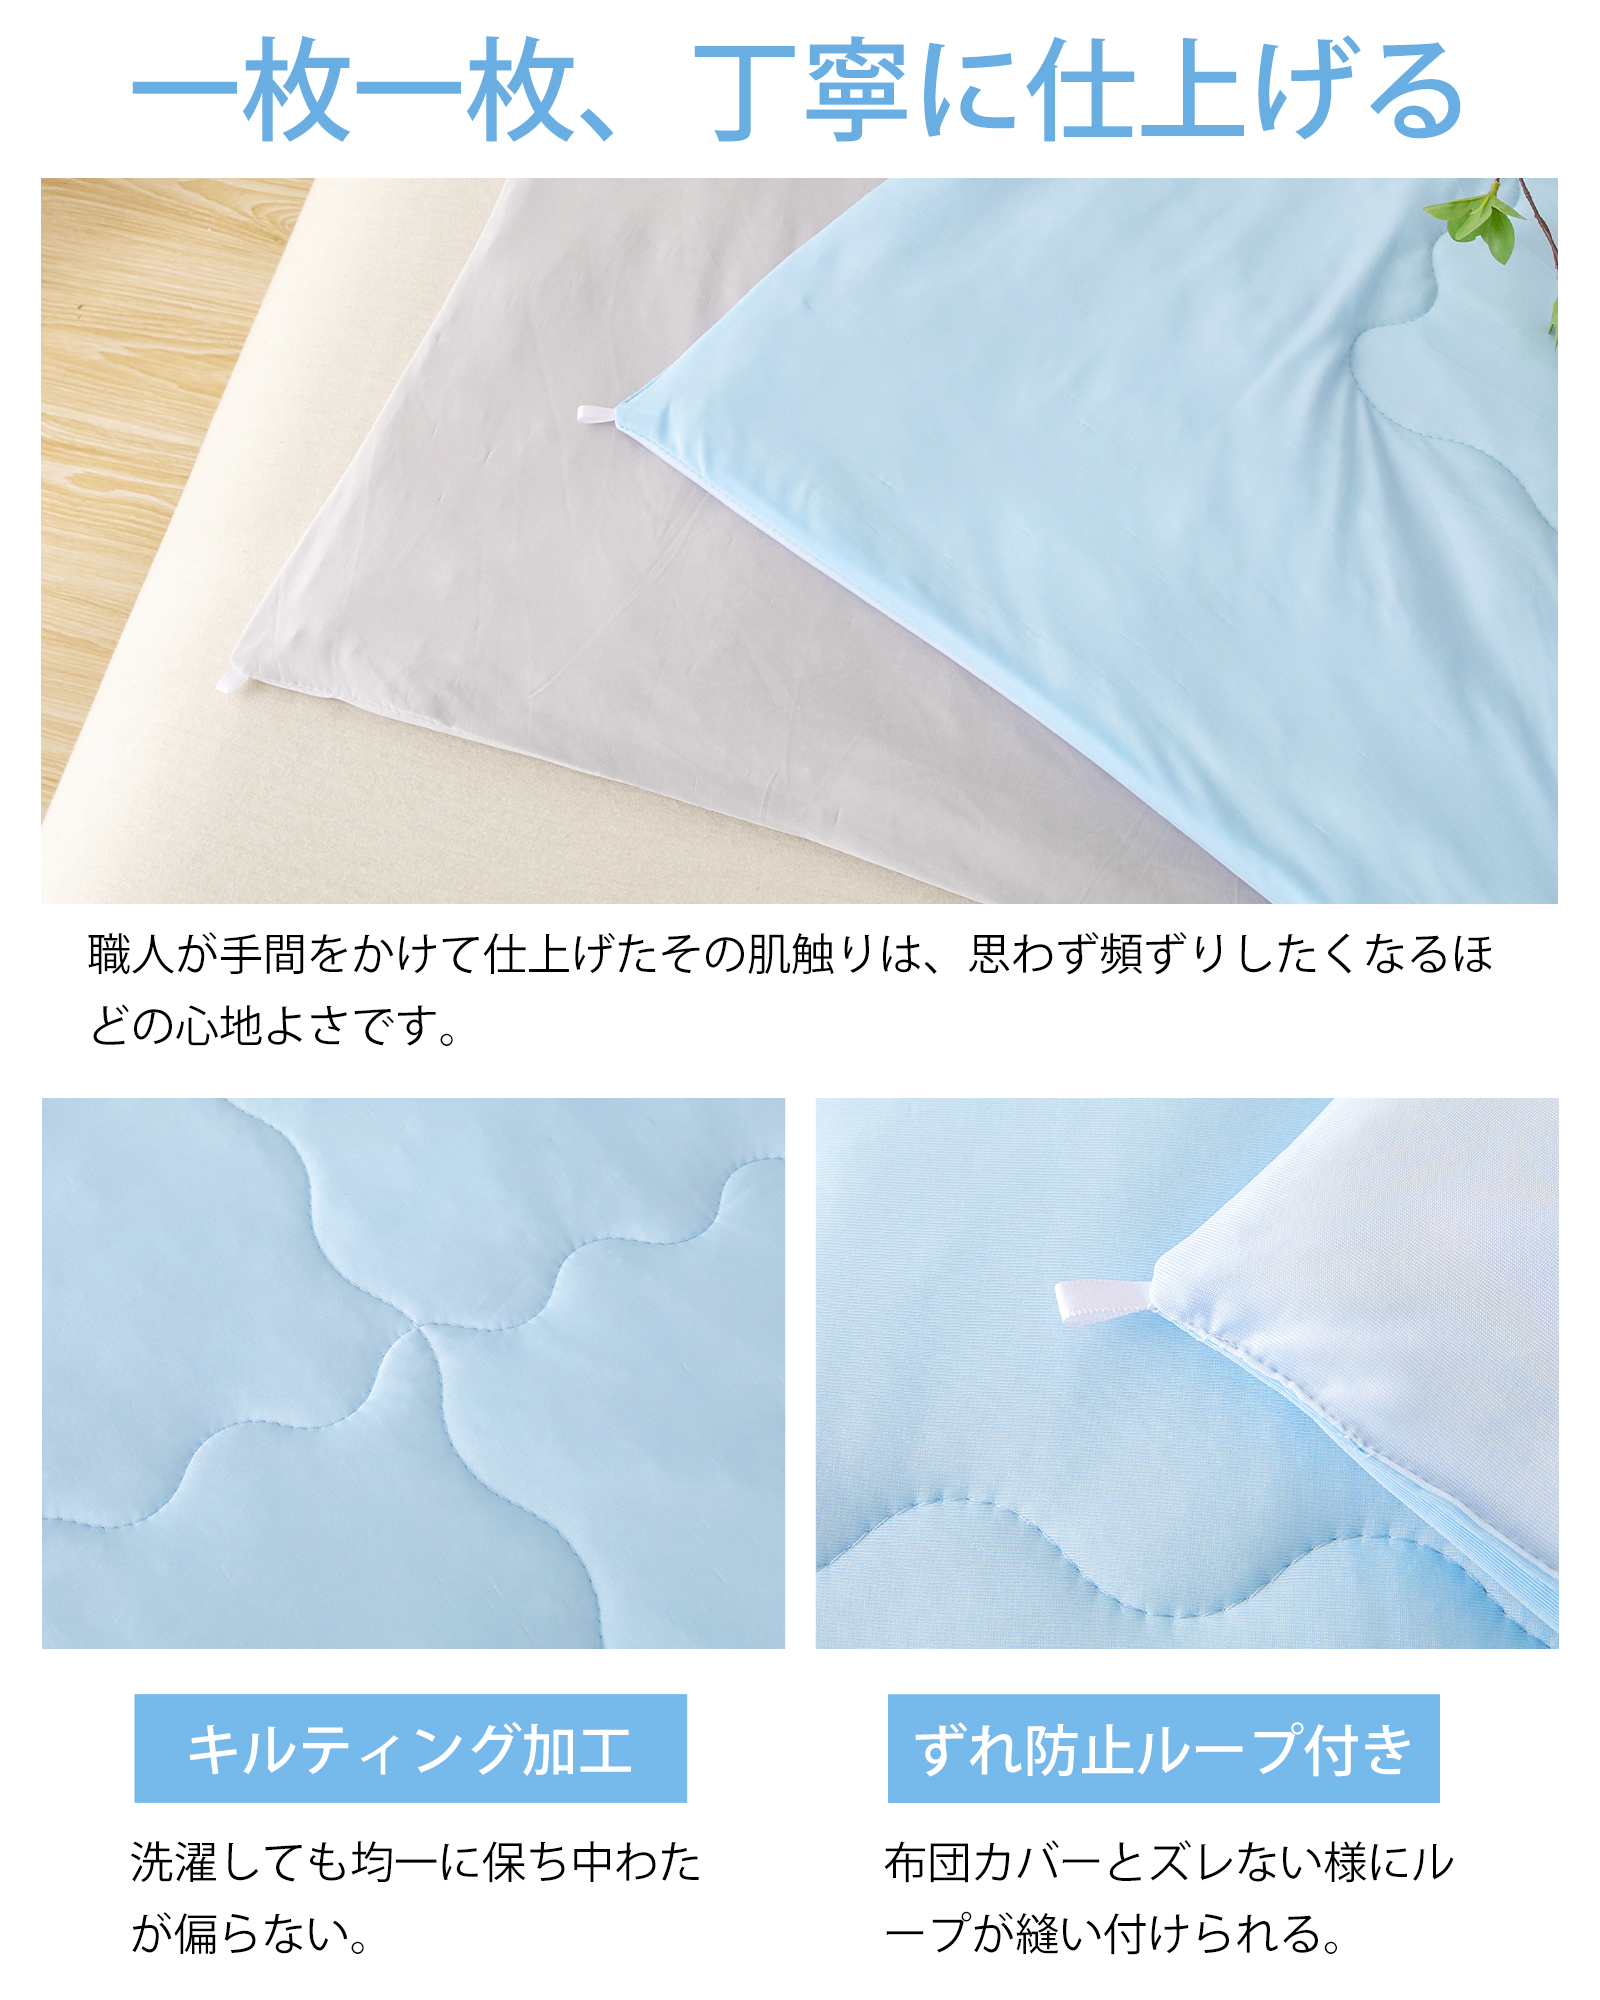 一枚一枚、丁寧に仕上げる
職人が手間をかけて仕上げたその肌触りは、思わず頻ずりしたくなるほ
どの心地よさです。
キルティング加工
ずれ防止ループ付き
洗濯しても均一に保ち中わた
が偏らない。
布団カバーとズレない様にル
ープが縫い付けられる。